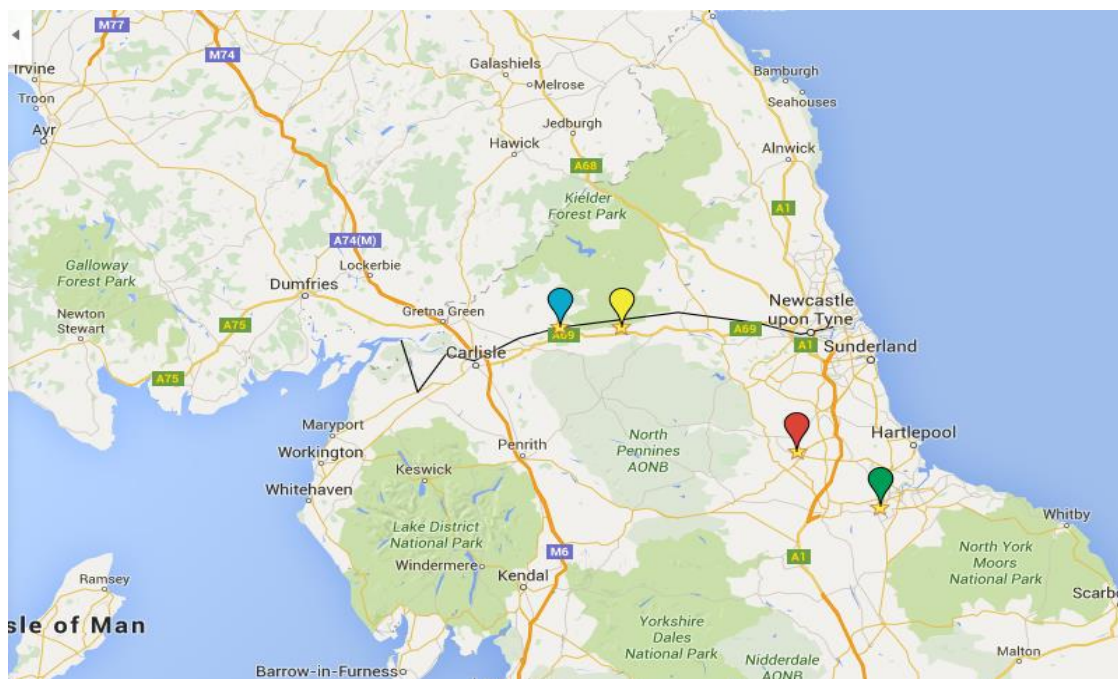 M77
M74
Irvine
Troon
Ayr
Galashiels
Melrose
Bamburgh
Seahouses
Jedburgh
Hawick
A68
Alnwick
Kielder
Forest Park
A1
A74(M)
Lockerbie
Galloway
Forest Park
Dumfries
Newton
Stewart
A75
Gretna Green
Newcastle
upon Tyne
A69
A69
A1
Sunderland
Carlisle
A75
Maryport
Workington
Whitehaven
Penrith
North
Pennines
AONB
Hartlepool
Keswick
Lake District
National Park
Windermere
Whitby
North York
Moors
National Park
M6
A1
Kendal
Ramsey
sle of Man
Scarbo
Yorkshire
Dales
National Park
Malton
Nidderdale
AONB
Barrow-in-Furness